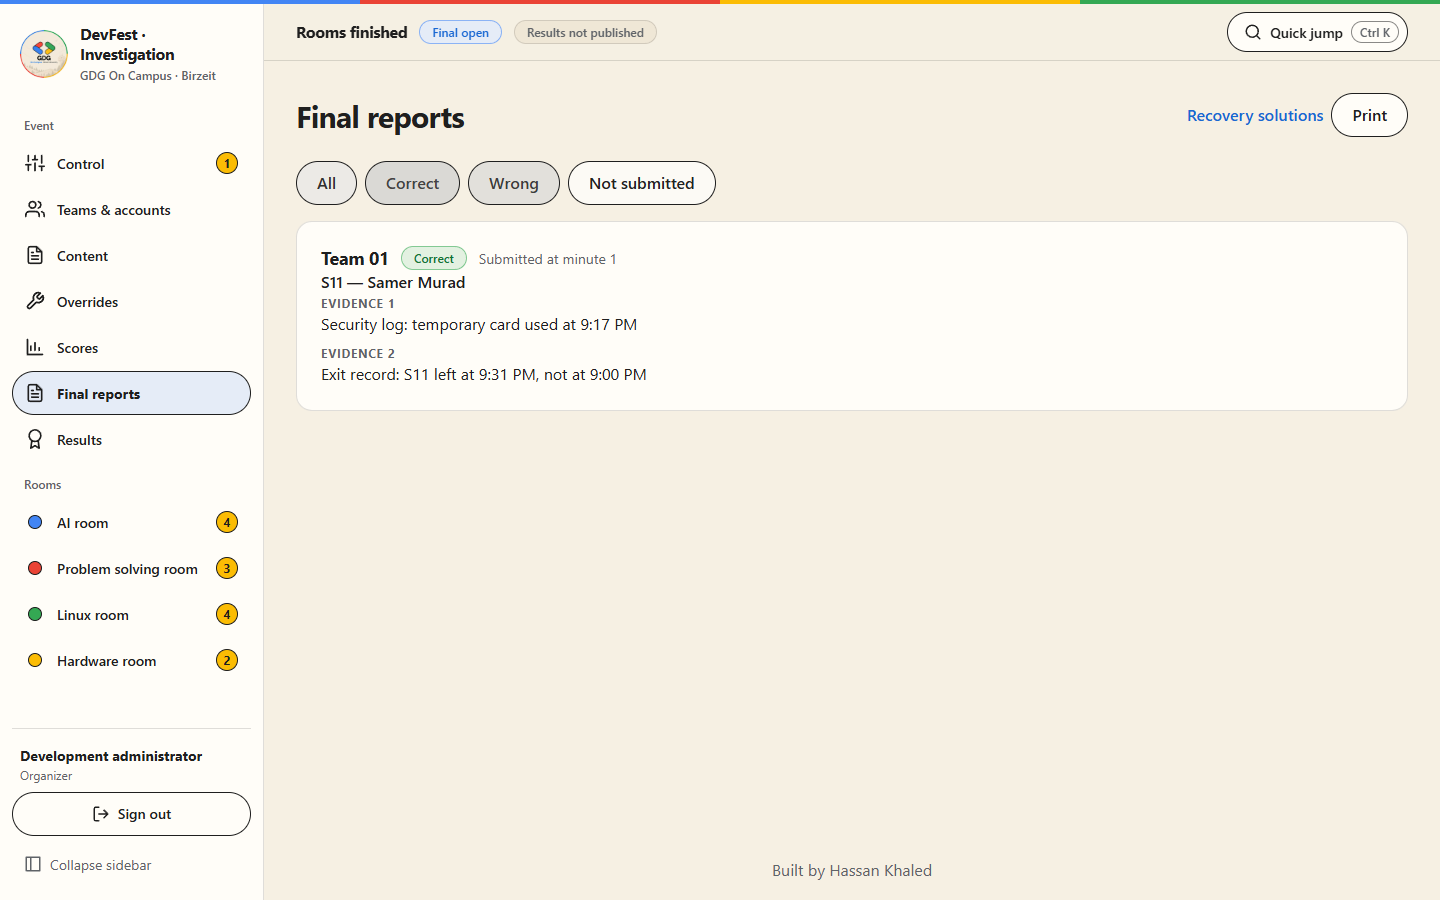 DevFest ·
Investigation
GDG On Campus · Birzeit
GDG
Event
Control 1
Teams & accounts
Content
Overrides
Scores
Final reports
Results
Rooms
AI room 4
Problem solving room 3
Linux room 4
Hardware room 2
Development administrator
Organizer
Sign out
Collapse sidebar
Rooms finished Final open Results not published
Quick jump Ctrl K
Final reports
Recovery solutions Print
All Correct Wrong Not submitted
Team 01 Correct Submitted at minute 1
S11 — Samer Murad
EVIDENCE 1
Security log: temporary card used at 9:17 PM
EVIDENCE 2
Exit record: S11 left at 9:31 PM, not at 9:00 PM
Built by Hassan Khaled